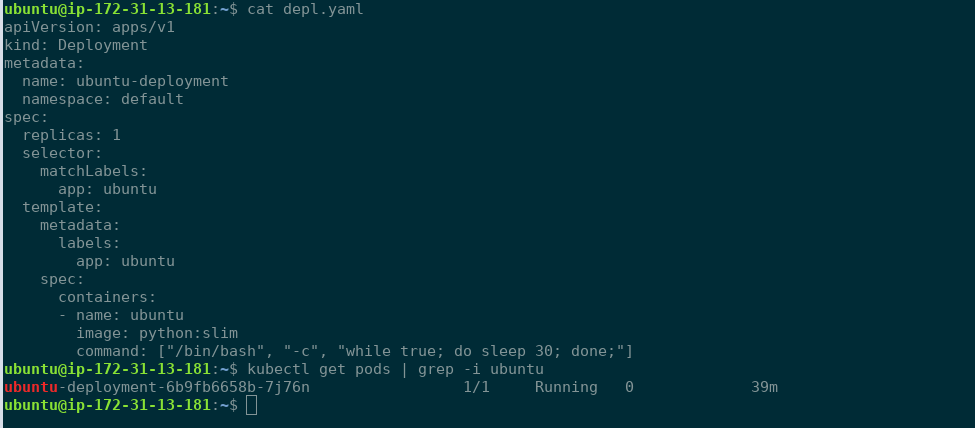 ubuntu@ip-172-31-13-181:~$ cat depl.yaml
apiVersion: apps/v1
kind: Deployment
metadata:
  name: ubuntu-deployment
  namespace: default
spec:
  replicas: 1
  selector:
    matchLabels:
      app: ubuntu
  template:
    metadata:
      labels:
        app: ubuntu
    spec:
      containers:
      - name: ubuntu
        image: python:slim
        command: ["/bin/bash", "-c", "while true; do sleep 30; done;"]
ubuntu@ip-172-31-13-181:~$ kubectl get pods | grep -i ubuntu
ubuntu-deployment-6b9fb6658b-7j76n                 1/1     Running   0             39m
ubuntu@ip-172-31-13-181:~$